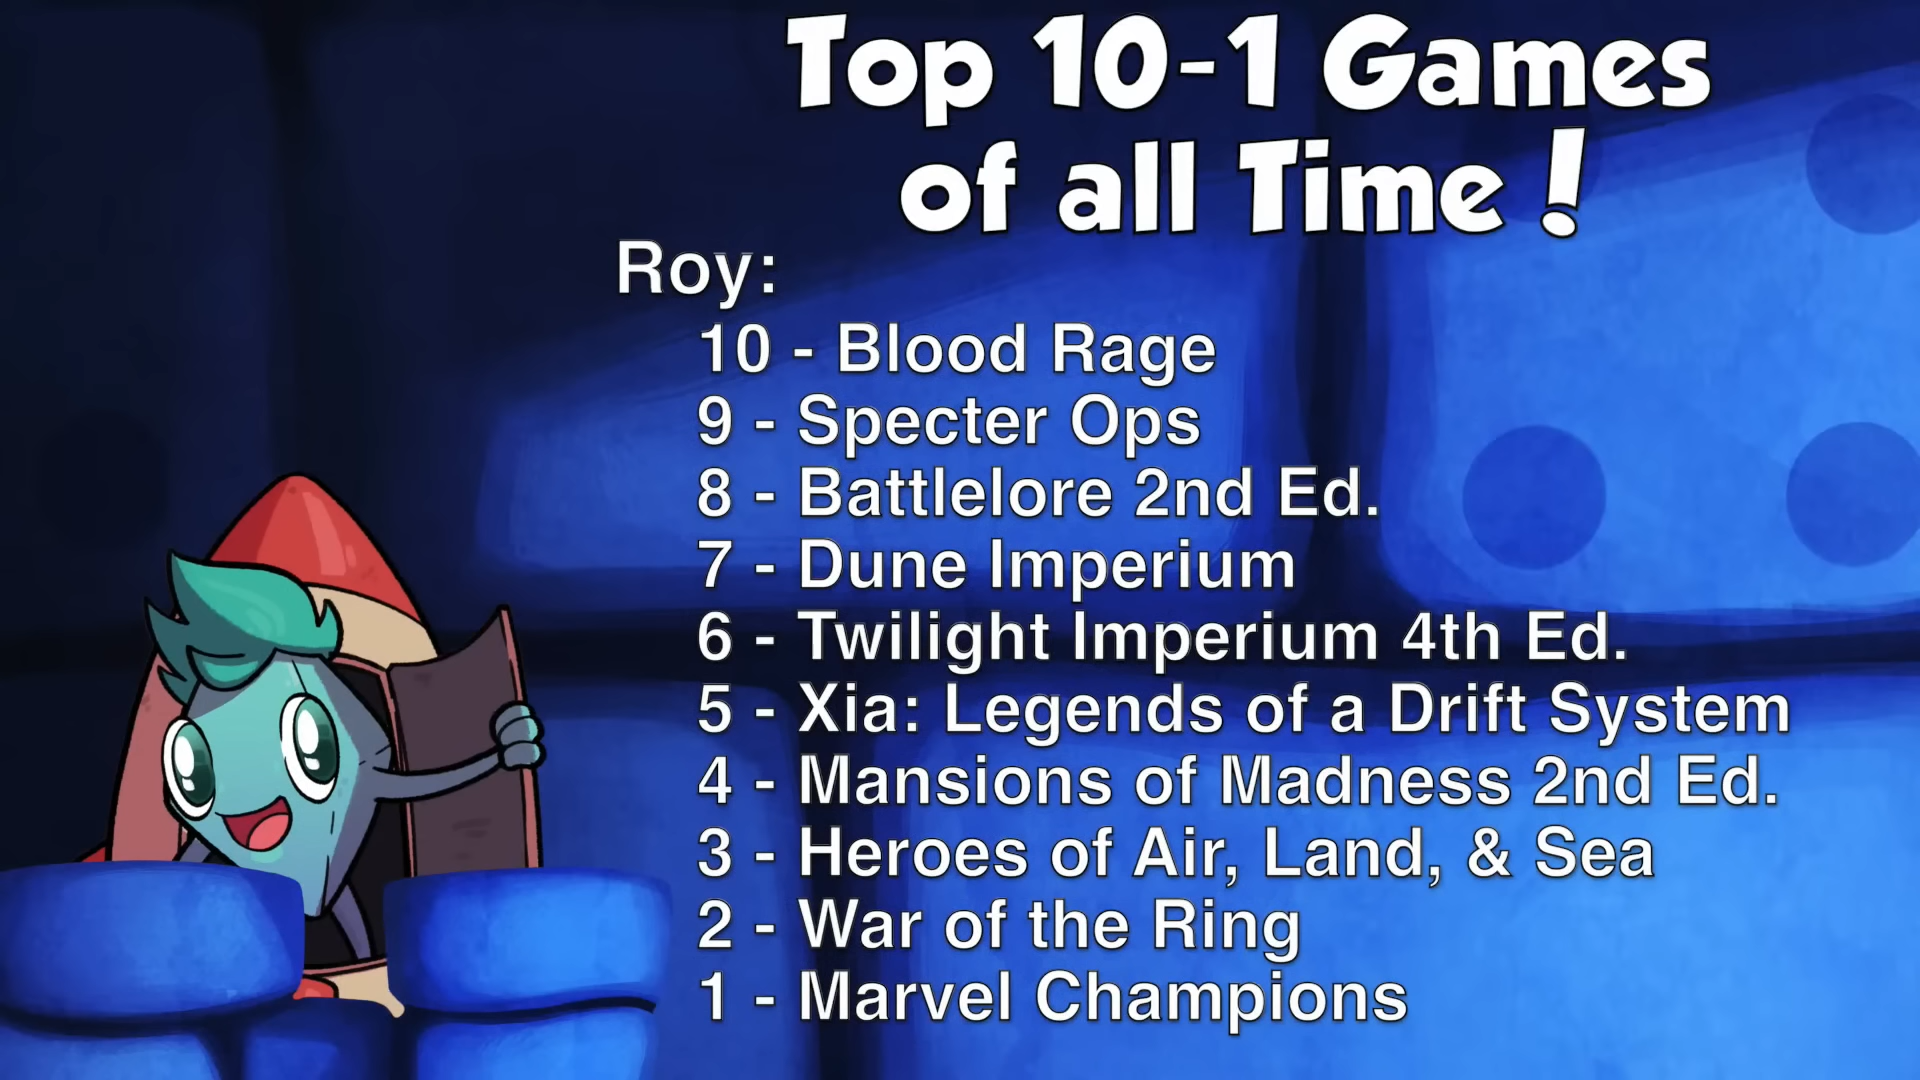 Top 10-1 Games
of all Time!
Roy:
10 - Blood Rage
9 - Specter Ops
8 - Battlelore 2nd Ed.
7 - Dune Imperium
6 - Twilight Imperium 4th Ed.
5 - Xia: Legends of a Drift System
4 - Mansions of Madness 2nd Ed.
3 - Heroes of Air, Land, & Sea
2 - War of the Ring
1 - Marvel Champions